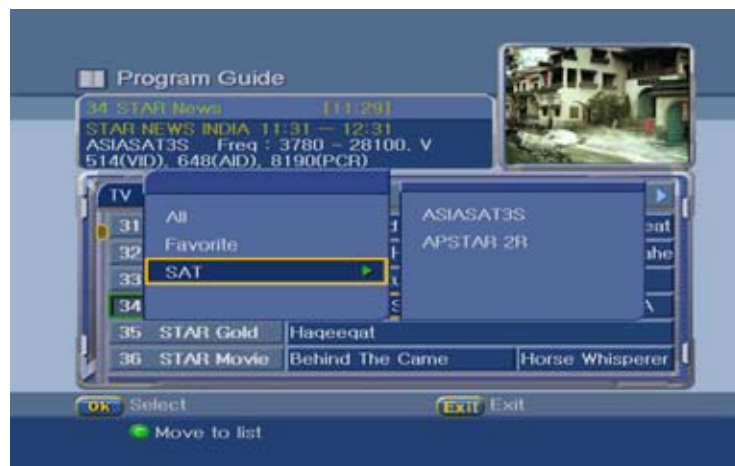 Program Guide
34 STAR News [11:29]
STAR NEWS INDIA 11:31 – 12:31
ASIASAT3S Freq : 3780 – 28100. V
514(VID), 648(AID), 8190(PCR)
TV
All
Favorite
SAT
ASIASAT3S
APSTAR 2R
31
32
33
34
35 STAR Gold Haqeeqat
36 STAR Movie Behind The Came Horse Whisperer
OK Select
Exit Exit
Move to list